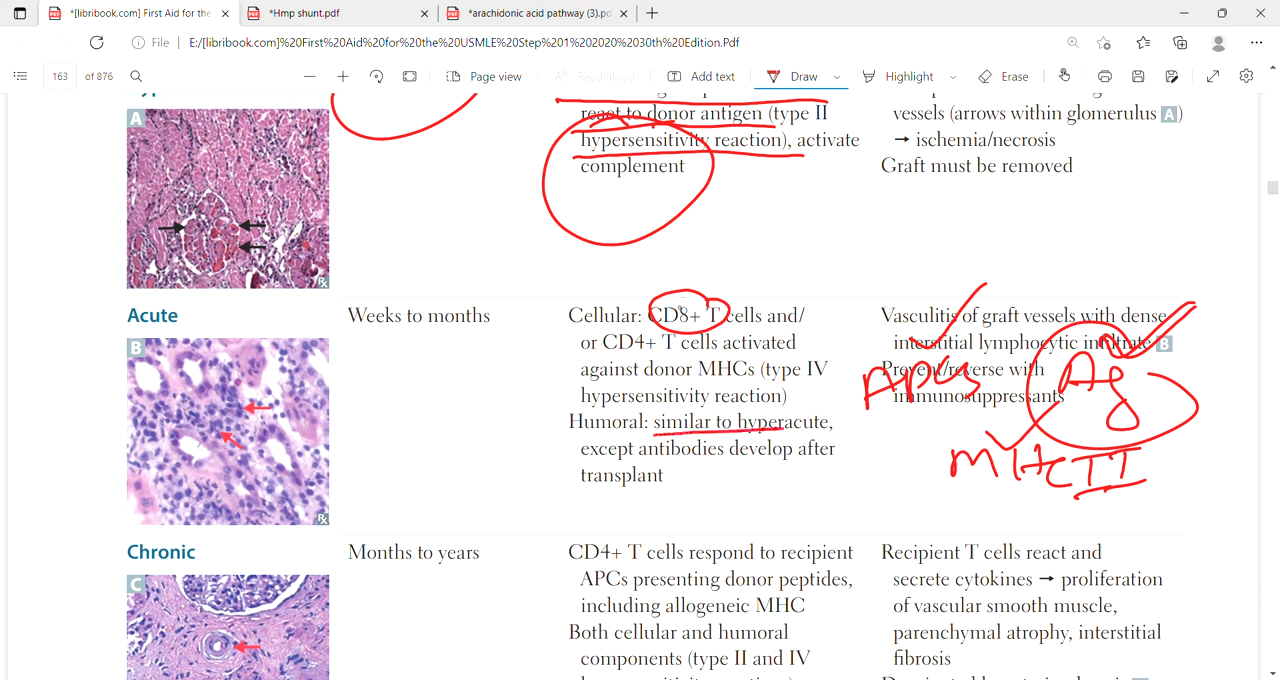 *[libribook.com] First Aid for the
*Hmp shunt.pdf
*arachidonic acid pathway (3).pd
File
E:/[libribook.com]%20First%20Aid%20for%20the%20USMLE%20Step%201%202020%2030th%20Edition.Pdf
163 of 876
Page view
Read aloud
Add text
Draw
Highlight
Erase
A
react to donor antigen (type II
hypersensitivity reaction), activate
complement
vessels (arrows within glomerulus A)
→ ischemia/necrosis
Graft must be removed
Rx
Acute
Weeks to months
Cellular: CD8+ T cells and/
or CD4+ T cells activated
against donor MHCs (type IV
hypersensitivity reaction)
Humoral: similar to hyperacute,
except antibodies develop after
transplant
Vasculitis of graft vessels with dense
interstitial lymphocytic infiltrate B
Prevent/reverse with
immunosuppressants
APCs
Ag
MHC II
B
Rx
Chronic
Months to years
CD4+ T cells respond to recipient
APCs presenting donor peptides,
including allogeneic MHC
Both cellular and humoral
components (type II and IV
Recipient T cells react and
secrete cytokines → proliferation
of vascular smooth muscle,
parenchymal atrophy, interstitial
fibrosis
C